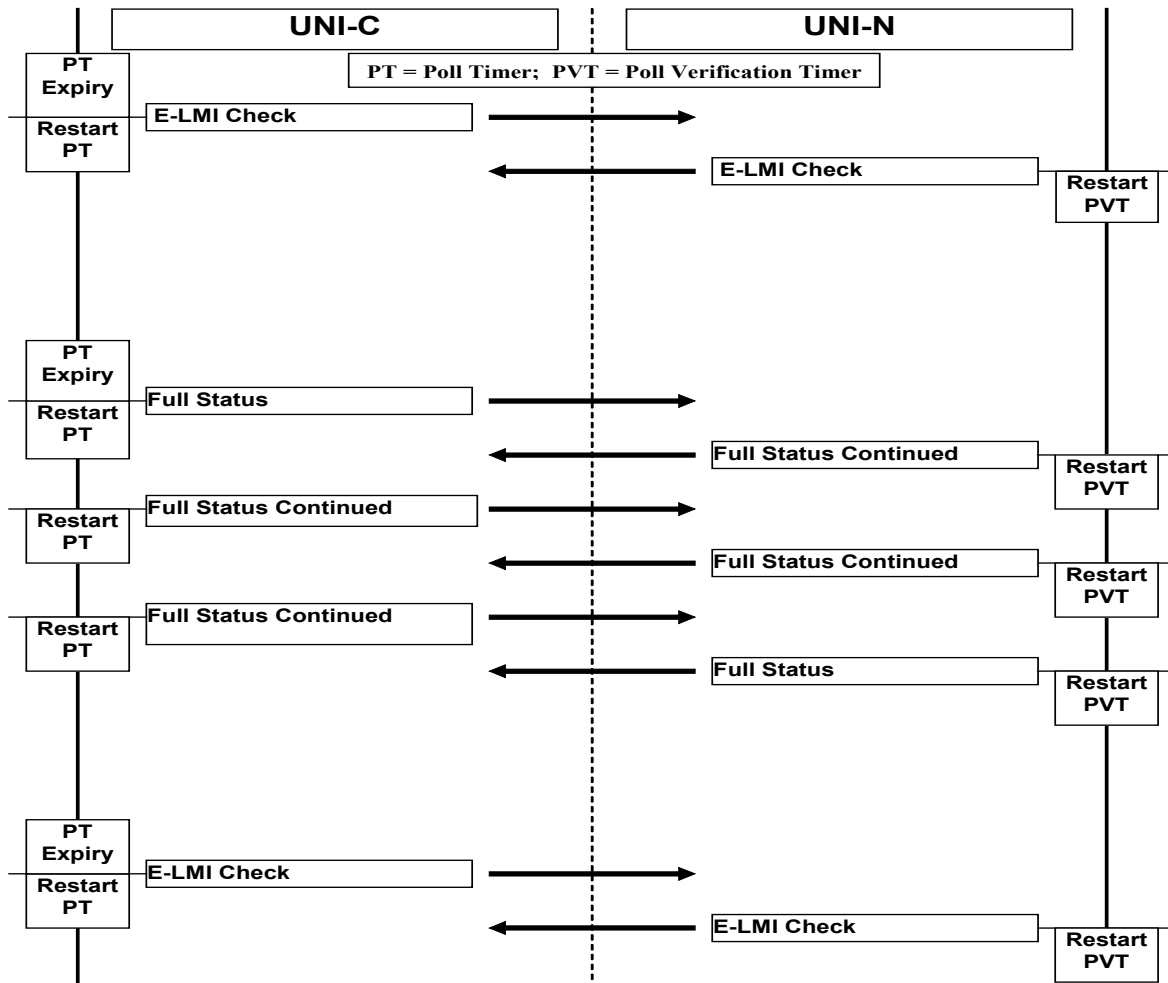 UNI-C
UNI-N
PT = Poll Timer; PVT = Poll Verification Timer
PT
Expiry
E-LMI Check
Restart
PT
E-LMI Check
Restart
PVT
PT
Expiry
Full Status
Restart
PT
Full Status Continued
Restart
PVT
Full Status Continued
Restart
PT
Full Status Continued
Restart
PVT
Full Status Continued
Restart
PT
Full Status
Restart
PVT
PT
Expiry
E-LMI Check
Restart
PT
E-LMI Check
Restart
PVT